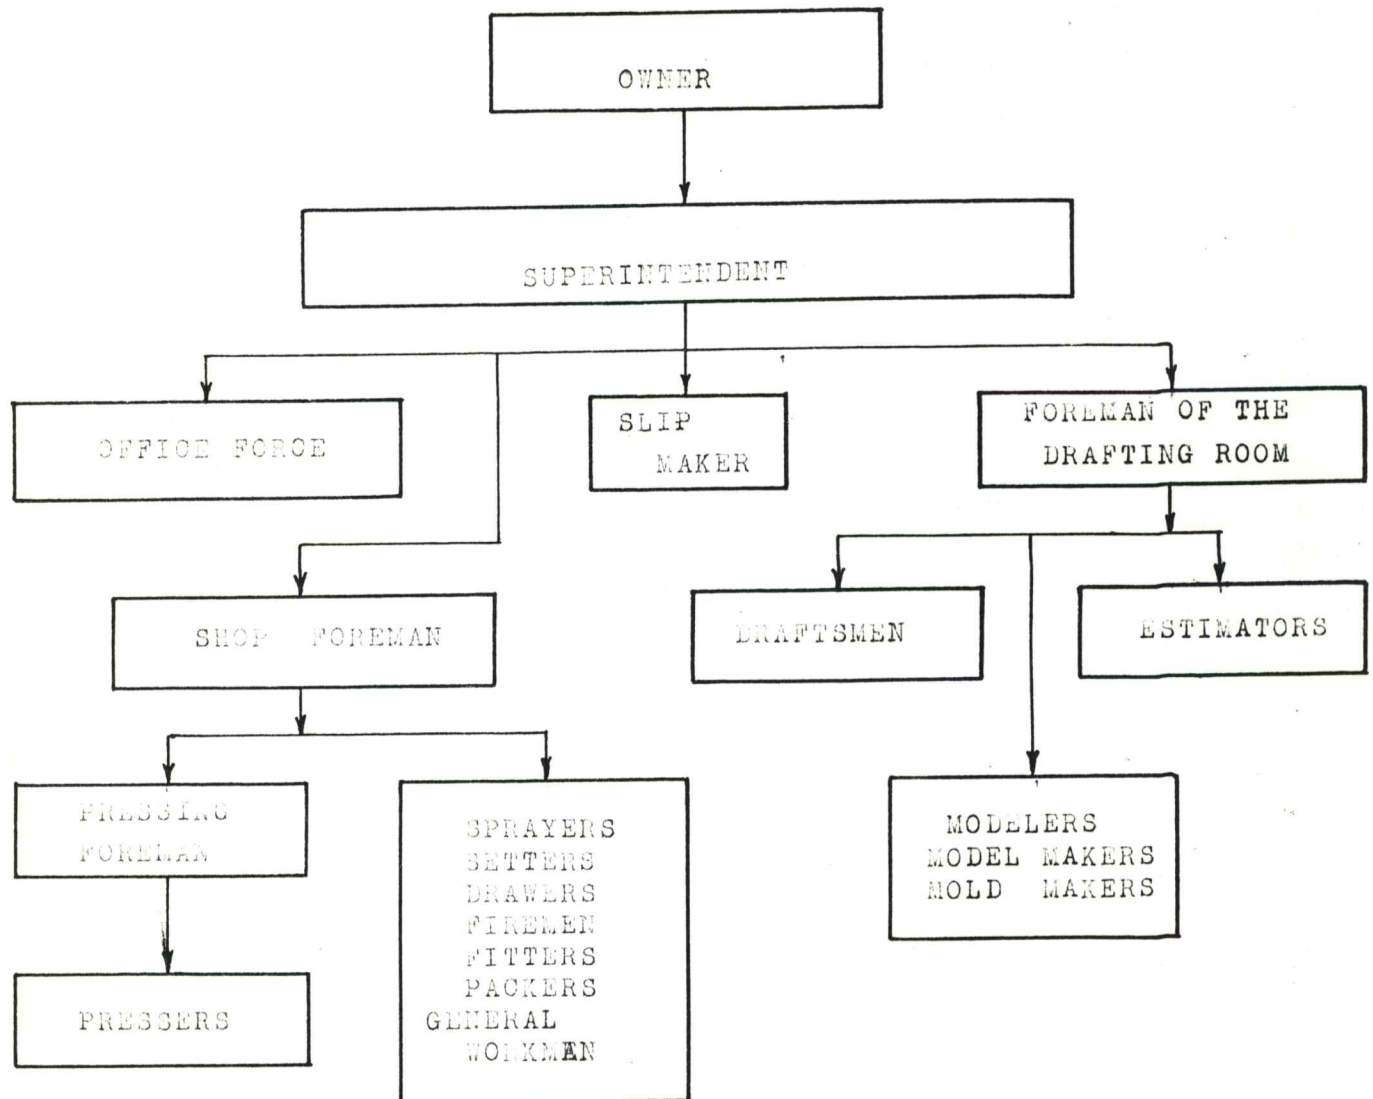 OWNER
SUPERINTENDENT
OFFICE FORCE
SLIP
MAKER
FOREMAN OF THE
DRAFTING ROOM
SHOP FOREMAN
DRAFTSMEN
ESTIMATORS
PRESSING
FOREMAN
SPRAYERS
SETTERS
DRAWERS
FIREMEN
FITTERS
PACKERS
GENERAL
WORKMEN
MODELERS
MODEL MAKERS
MOLD MAKERS
PRESSERS